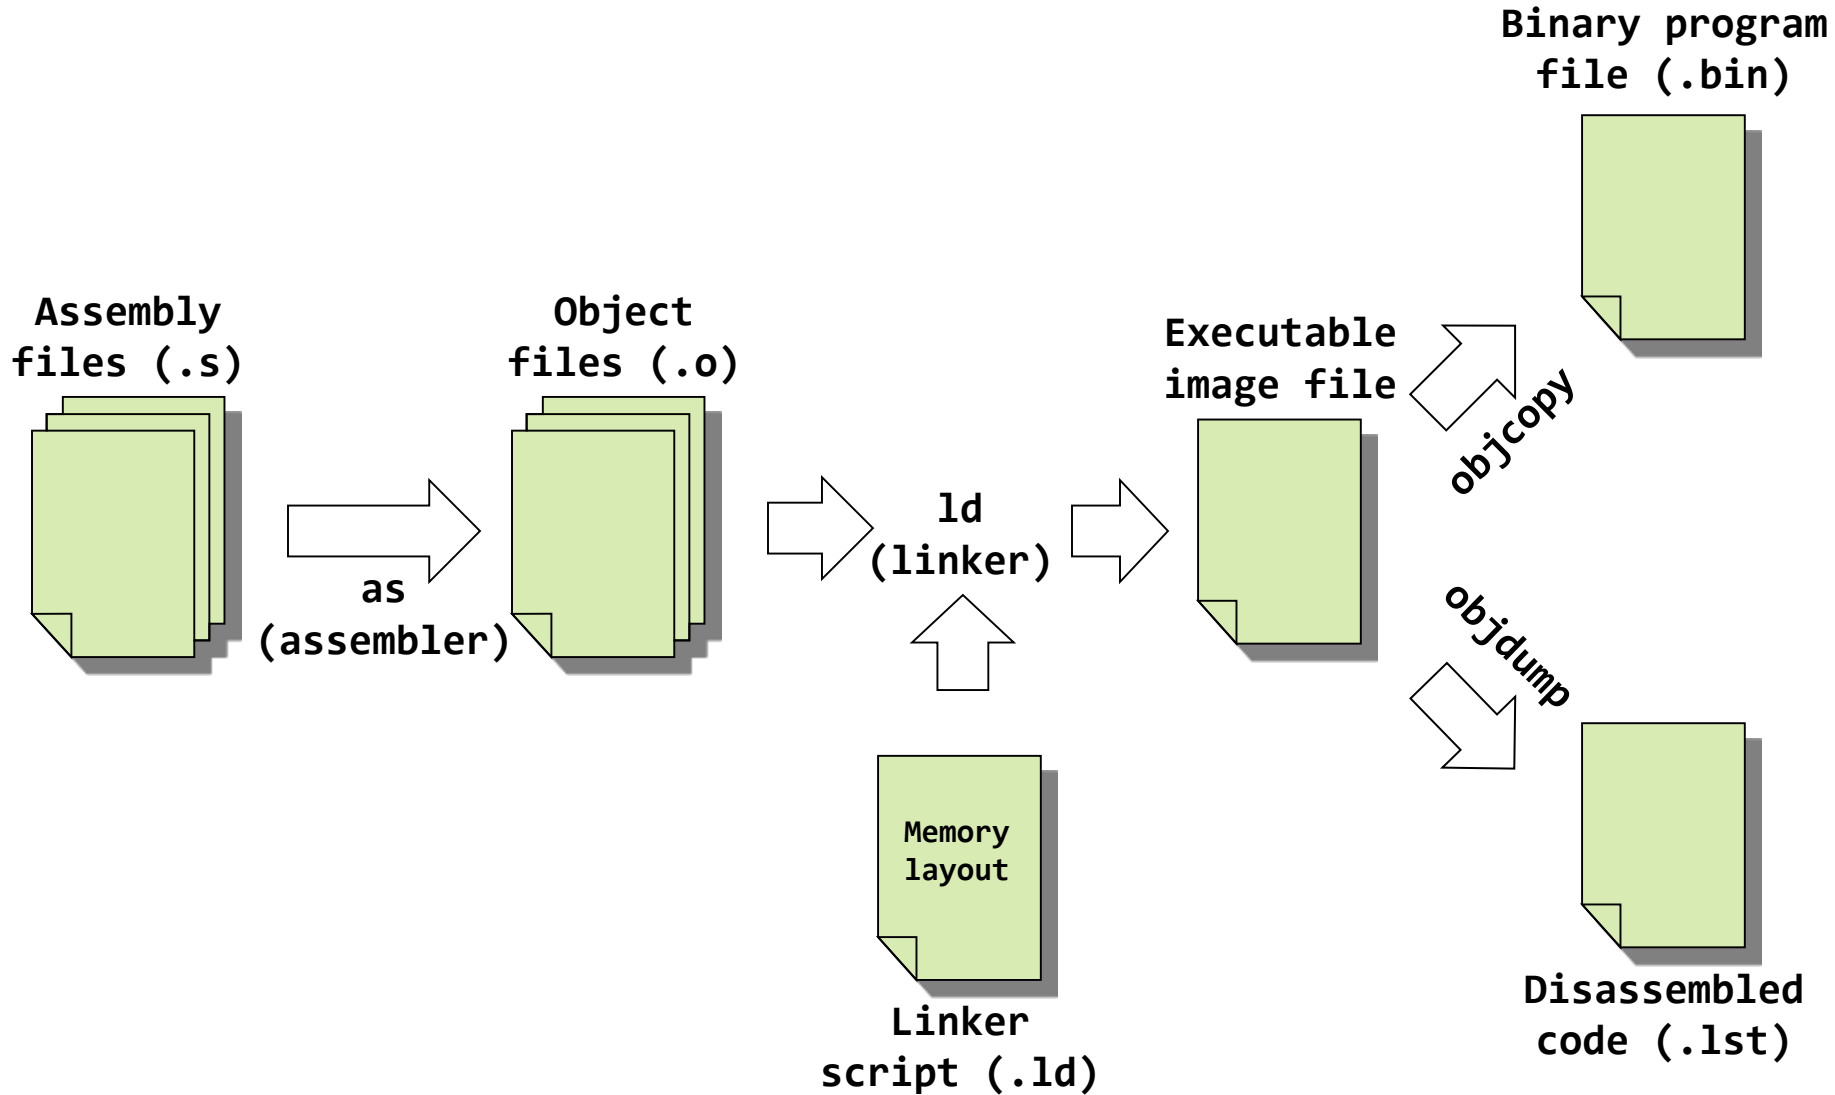 Binary program
file (.bin)
Assembly
files (.s)
Object
files (.o)
Executable
image file
objcopy
ld
(linker)
as
(assembler)
objdump
Memory
layout
Linker
script (.ld)
Disassembled
code (.lst)